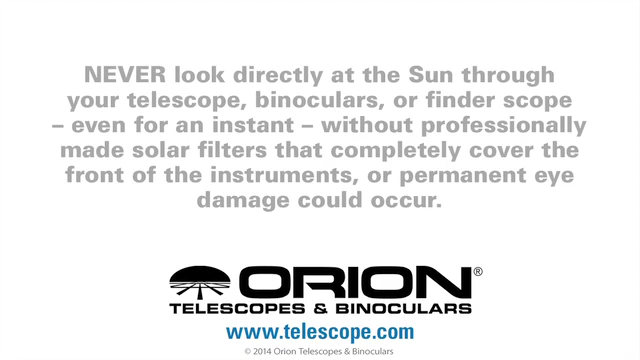 NEVER look directly at the Sun through
your telescope, binoculars, or finder scope
– even for an instant – without professionally
made solar filters that completely cover the
front of the instruments, or permanent eye
damage could occur.
ORION®
TELESCOPES & BINOCULARS
www.telescope.com
© 2014 Orion Telescopes & Binoculars